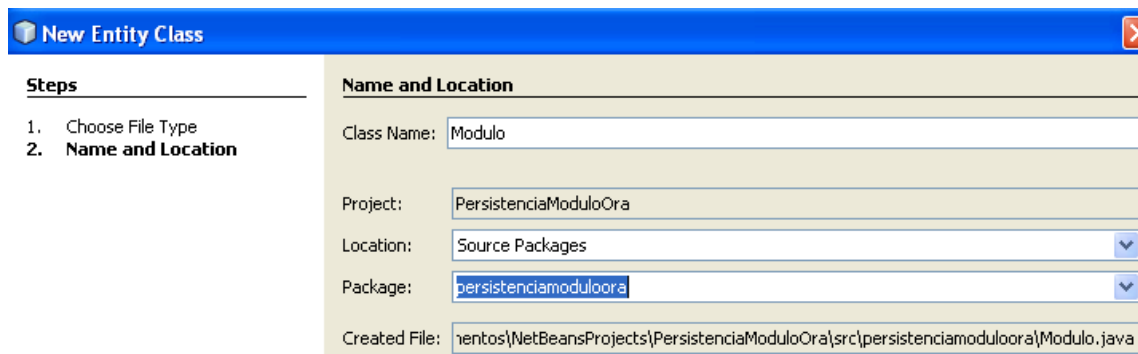 New Entity Class
Steps
1. Choose File Type
2. Name and Location
Name and Location
Class Name: Modulo
Project: PersistenciaModuloOra
Location: Source Packages
Package: persistenciamoduloora
Created File: nentos\NetBeansProjects\PersistenciaModuloOra\src\persistenciamoduloora\Modulo.java